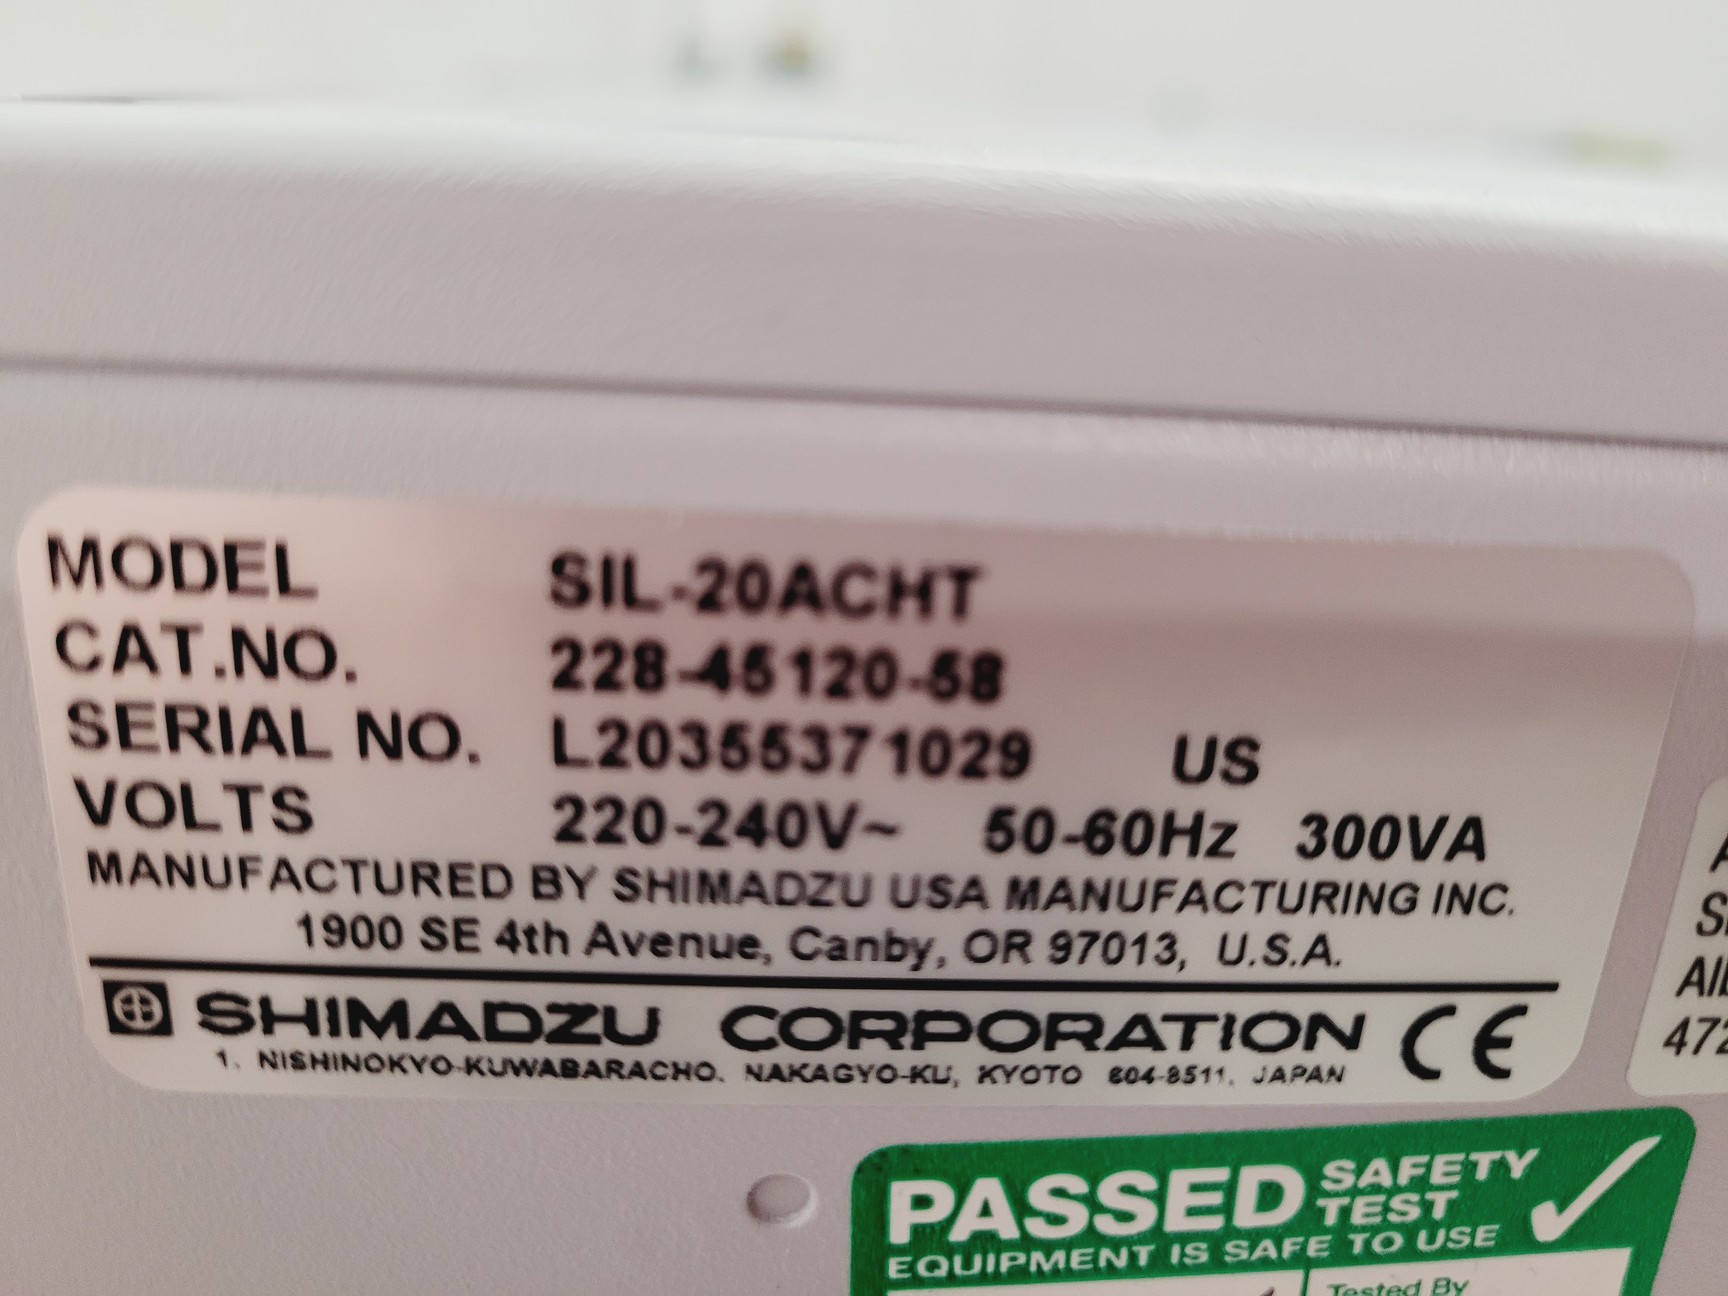 MODEL SIL-20ACHT
CAT.NO. 228-45120-58
SERIAL NO. L20355371029 US
VOLTS 220-240V~ 50-60Hz 300VA
MANUFACTURED BY SHIMADZU USA MANUFACTURING INC.
1900 SE 4th Avenue, Canby, OR 97013, U.S.A.
SHIMADZU CORPORATION CE
1. NISHINOKYO-KUWABARACHO. NAKAGYO-KU, KYOTO 604-8511, JAPAN
PASSED SAFETY TEST
EQUIPMENT IS SAFE TO USE
Tested By